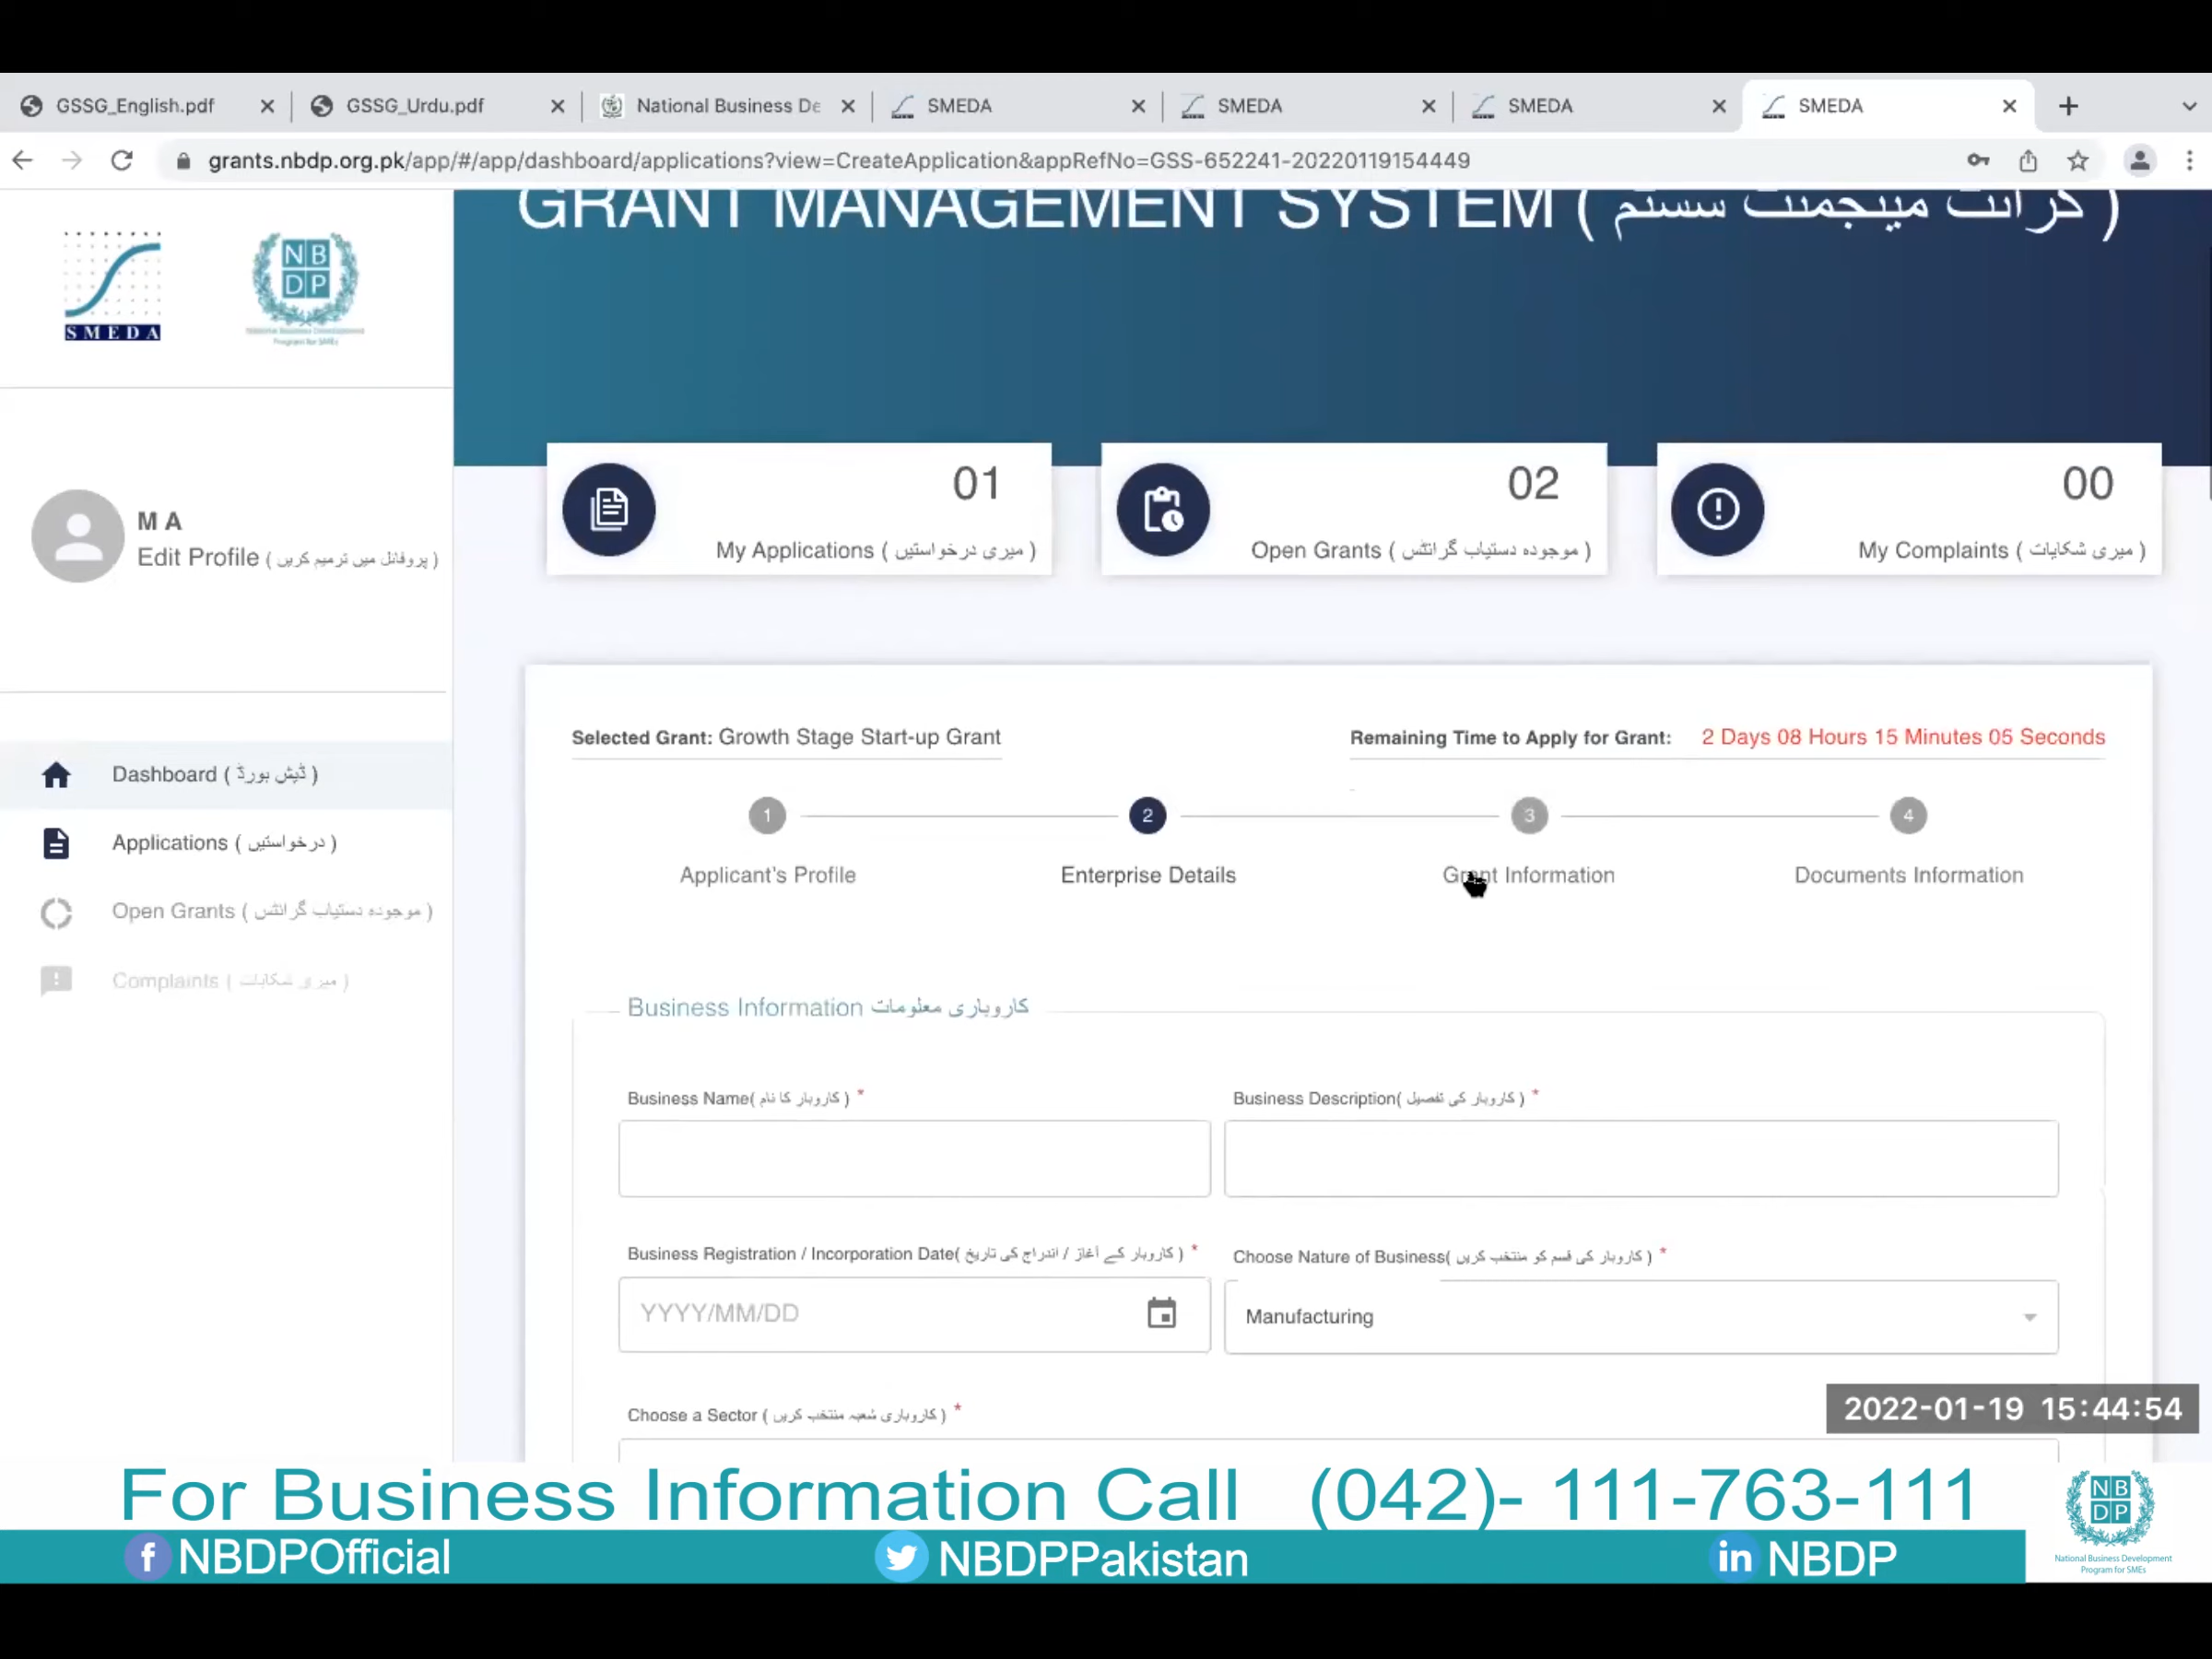 GSSG_English.pdf
GSSG_Urdu.pdf
National Business De
SMEDA
SMEDA
SMEDA
SMEDA
grants.nbdp.org.pk/app/#/app/dashboard/applications?view=CreateApplication&appRefNo=GSS-652241-20220119154449
GRANT MANAGEMENT SYSTEM ( گرانٹ مینجمنٹ سسٹم )
SMEDA
NB
DP
National Business Development
Program for SMEs
M A
Edit Profile ( پروفائل میں ترمیم کریں )
Dashboard ( ڈیش بورڈ )
Applications ( درخواستیں )
Open Grants ( موجودہ دستیاب گرانٹس )
Complaints ( میری شکایات )
01
My Applications ( میری درخواستیں )
02
Open Grants ( موجودہ دستیاب گرانٹس )
00
My Complaints ( میری شکایات )
Selected Grant: Growth Stage Start-up Grant
Remaining Time to Apply for Grant: 2 Days 08 Hours 15 Minutes 05 Seconds
1
2
3
4
Applicant's Profile
Enterprise Details
Grant Information
Documents Information
Business Information کاروباری معلومات
Business Name( کاروبار کا نام ) *
Business Description( کاروبار کی تفصیل ) *
Business Registration / Incorporation Date( کاروبار کے آغاز / اندراج کی تاریخ ) *
Choose Nature of Business( کاروبار کی قسم کو منتخب کریں ) *
YYYY/MM/DD
Manufacturing
Choose a Sector ( کاروباری شعبہ منتخب کریں ) *
2022-01-19 15:44:54
For Business Information Call (042)- 111-763-111
NBDPOfficial
NBDPPakistan
in NBDP
NB
DP
National Business Development
Program for SMEs